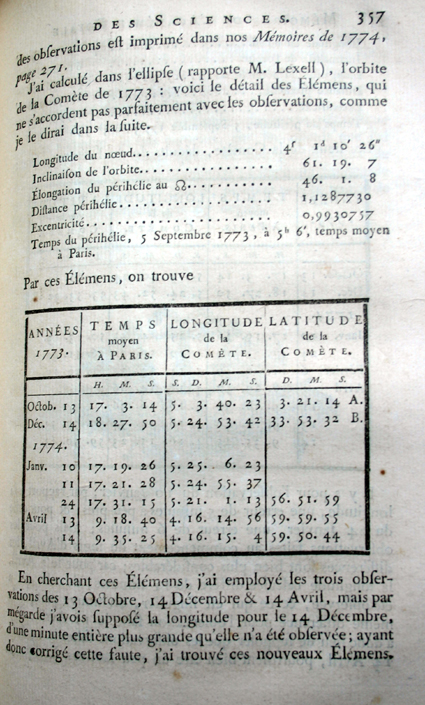 DES SCIENCES. 357
des obſervations eſt imprimé dans nos Mémoires de 1774,
page 271.
J'ai calculé dans l'ellipſe (rapporte M. Lexell), l'orbite
de la Comète de 1773 : voici le détail des Élémens, qui
ne s'accordent pas parfaitement avec les obſervations, comme
je le dirai dans la ſuite.
Longitude du nœud. 4ˢ 1ᵈ 10′ 26″
Inclinaiſon de l'orbite. 61. 19. 7
Élongation du périhélie au ☊. 46. 1. 8
Diſtance périhélie. 1,1287730
Excentricité. 0,9930757
Temps du périhélie, 5 Septembre 1773, à 5ʰ 6′, temps moyen
à Paris.
Par ces Élémens, on trouve
ANNÉES 1773. TEMPS moyen À PARIS. LONGITUDE de la COMÈTE. LATITUDE de la COMÈTE.
H. M. S. S. D. M. S. D. M. S.
Octob. 13 17. 3. 14 5. 3. 40. 23 3. 21. 14 A.
Déc. 14 18. 27. 50 5. 24. 53. 42 33. 53. 32 B.
1774.
Janv. 10 17. 19. 26 5. 25. 6. 23
11 17. 21. 28 5. 24. 55. 37
24 17. 31. 15 5. 21. 1. 13 56. 51. 59
Avril 13 9. 18. 40 4. 16. 14. 56 59. 59. 55
14 9. 35. 25 4. 16. 15. 4 59. 50. 44
En cherchant ces Élémens, j'ai employé les trois obſer-
vations des 13 Octobre, 14 Décembre & 14 Avril, mais par
mégarde j'avois ſuppoſé la longitude pour le 14 Décembre,
d'une minute entière plus grande qu'elle n'a été obſervée; ayant
donc corrigé cette faute, j'ai trouvé ces nouveaux Élémens.